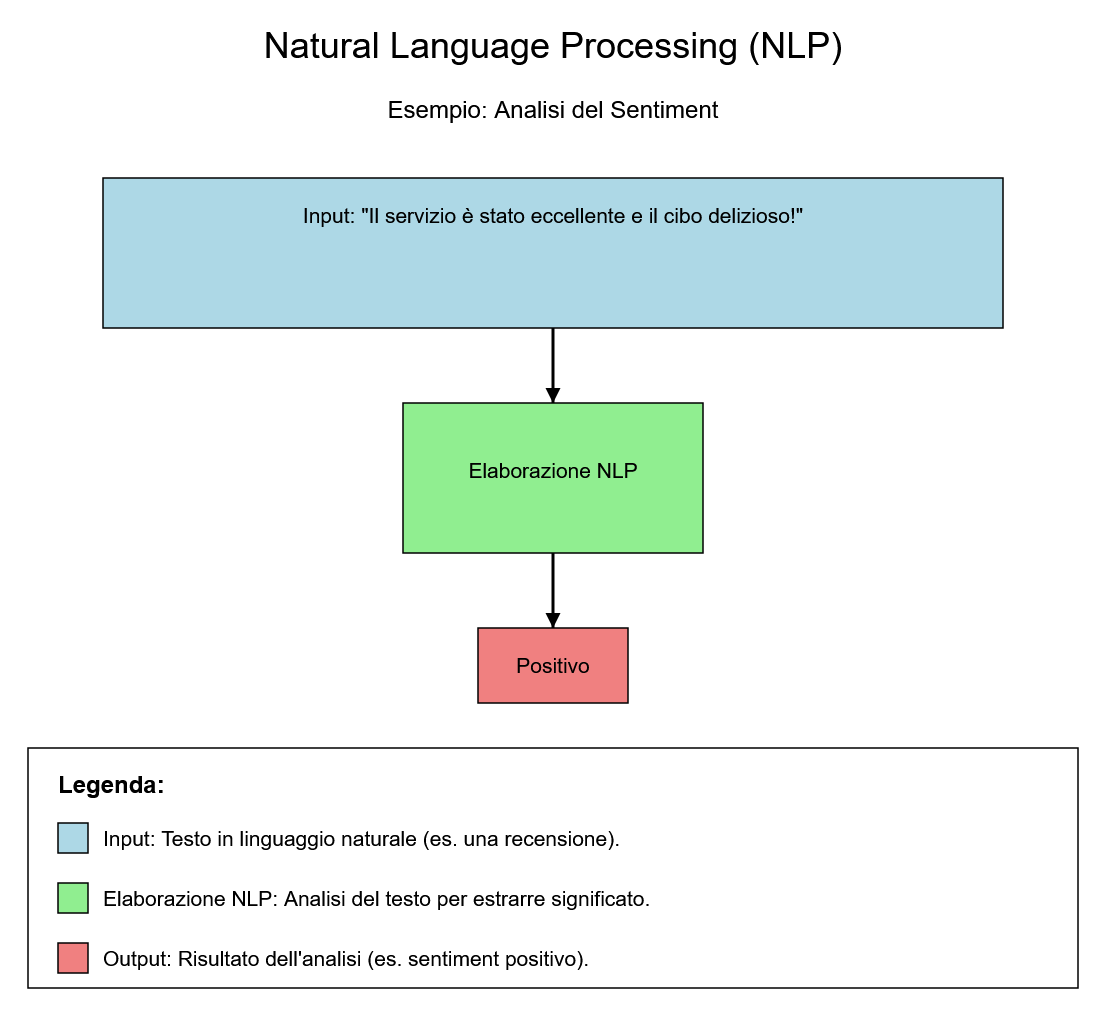 Natural Language Processing (NLP)
Esempio: Analisi del Sentiment
Input: "Il servizio è stato eccellente e il cibo delizioso!"
Elaborazione NLP
Positivo
Legenda:
Input: Testo in linguaggio naturale (es. una recensione).
Elaborazione NLP: Analisi del testo per estrarre significato.
Output: Risultato dell'analisi (es. sentiment positivo).